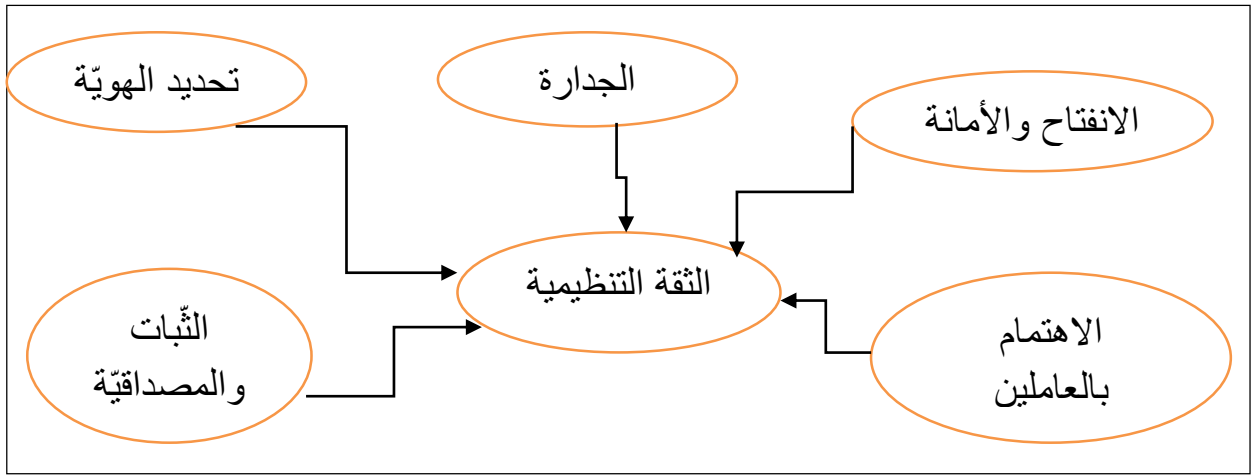 الجدارة
تحديد الهويّة
الانفتاح والأمانة
الثقة التنظيمية
الاهتمام
بالعاملين
الثّبات
والمصداقيّة